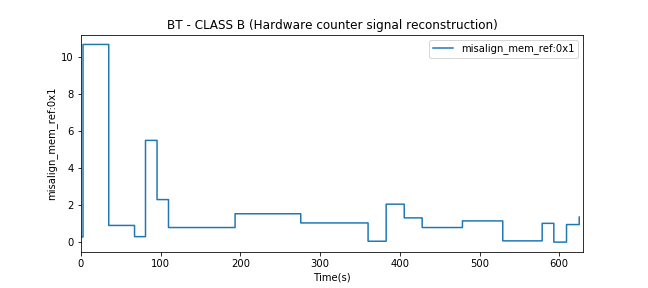 BT - CLASS B (Hardware counter signal reconstruction)
misalign_mem_ref:0x1
misalign_mem_ref:0x1
10
8
6
4
2
0
0 100 200 300 400 500 600
Time(s)